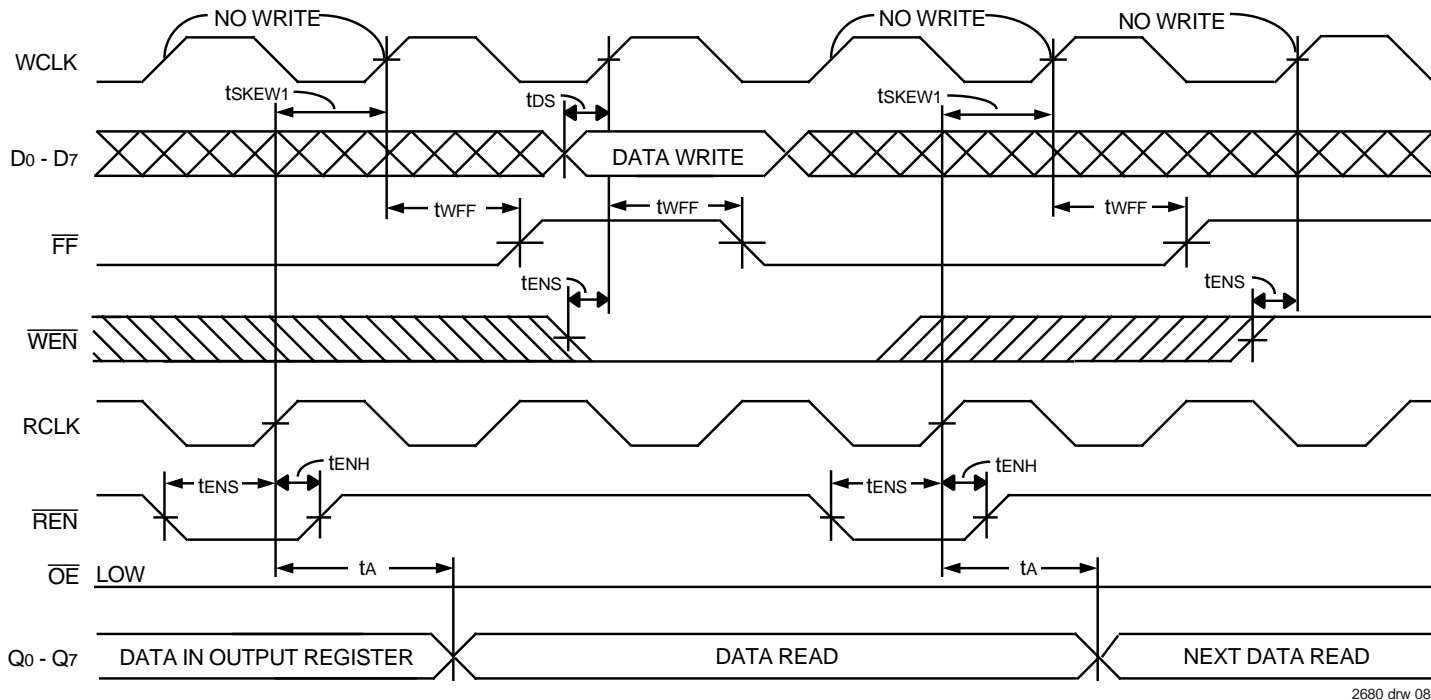 NO WRITE NO WRITE NO WRITE
WCLK
tSKEW1 tDS tSKEW1
D0 - D7 DATA WRITE
tWFF tWFF tWFF
FF
tENS tENS
WEN
RCLK
tENS tENH tENS tENH
REN
OE LOW tA tA
Q0 - Q7 DATA IN OUTPUT REGISTER DATA READ NEXT DATA READ
2680 drw 08